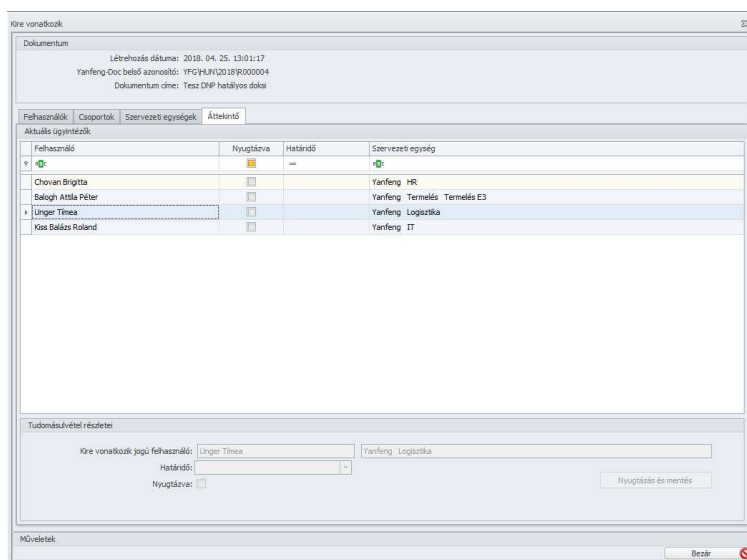 Kire vonatkozik
Dokumentum
Létrehozás dátuma: 2018. 04. 25. 13:01:17
Yanfeng-Doc belső azonosító: YFG\HUN\2018\R000004
Dokumentum címe: Tesz DNP hatályos doksi
Felhasználók Csoportok Szervezeti egységek Áttekintő
Aktuális ügyintézők
Felhasználó Nyugtázva Határidő Szervezeti egység
Chovan Brigitta Yanfeng HR
Balogh Attila Péter Yanfeng Termelés Termelés E3
Unger Tímea Yanfeng Logisztika
Kiss Balázs Roland Yanfeng IT
Tudomásulvétel részletei
Kire vonatkozik jogú felhasználó: Unger Tímea Yanfeng Logisztika
Határidő:
Nyugtázva: Nyugtázás és mentés
Műveletek
Bezár